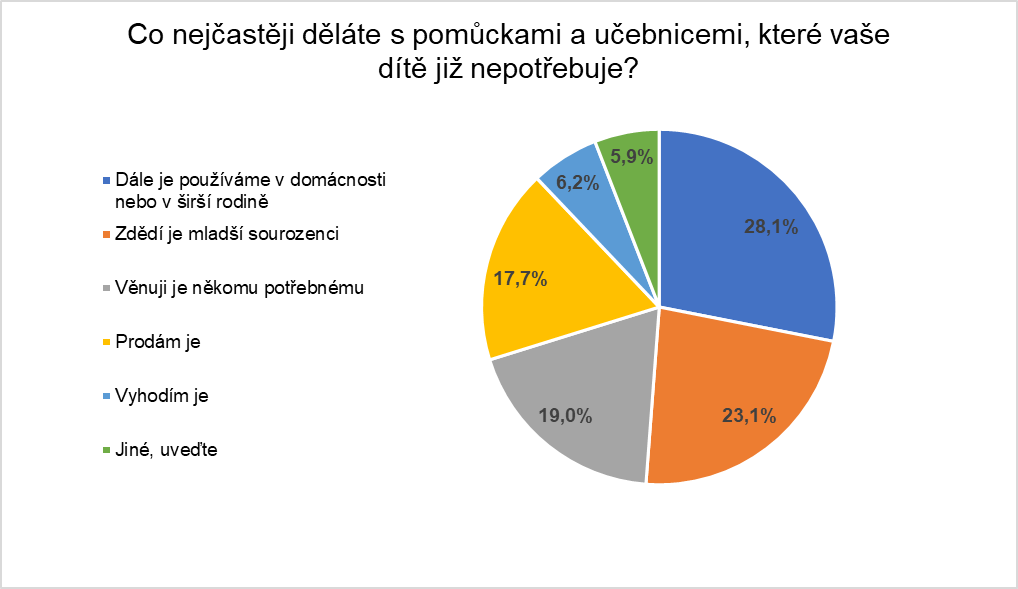 Co nejčastěji děláte s pomůckami a učebnicemi, které vaše
dítě již nepotřebuje?
Dále je používáme v domácnosti
nebo v širší rodině
Zdědí je mladší sourozenci
Věnuji je někomu potřebnému
Prodám je
Vyhodím je
Jiné, uveďte
28,1%
23,1%
19,0%
17,7%
6,2%
5,9%